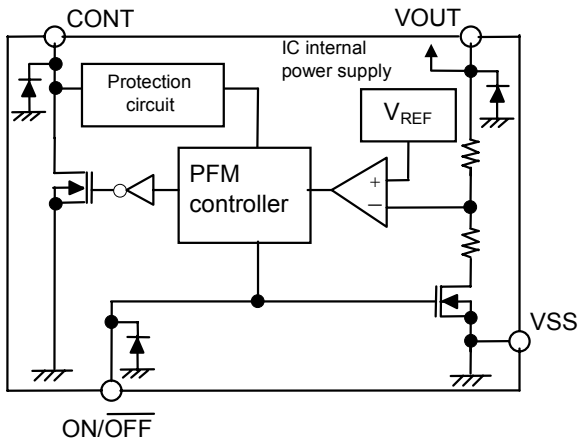 CONT
VOUT
IC internal
power supply
Protection
circuit
VREF
PFM
controller
+
−
VSS
ON/OFF